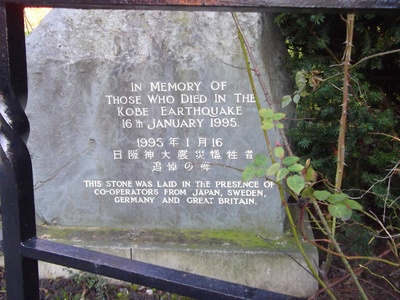 IN MEMORY OF
THOSE WHO DIED IN THE
KOBE EARTHQUAKE
16TH JANUARY 1995.
1995年1月16
日阪神大震災犠牲者
追悼の碑
THIS STONE WAS LAID IN THE PRESENCE OF
CO-OPERATORS FROM JAPAN, SWEDEN,
GERMANY AND GREAT BRITAIN.